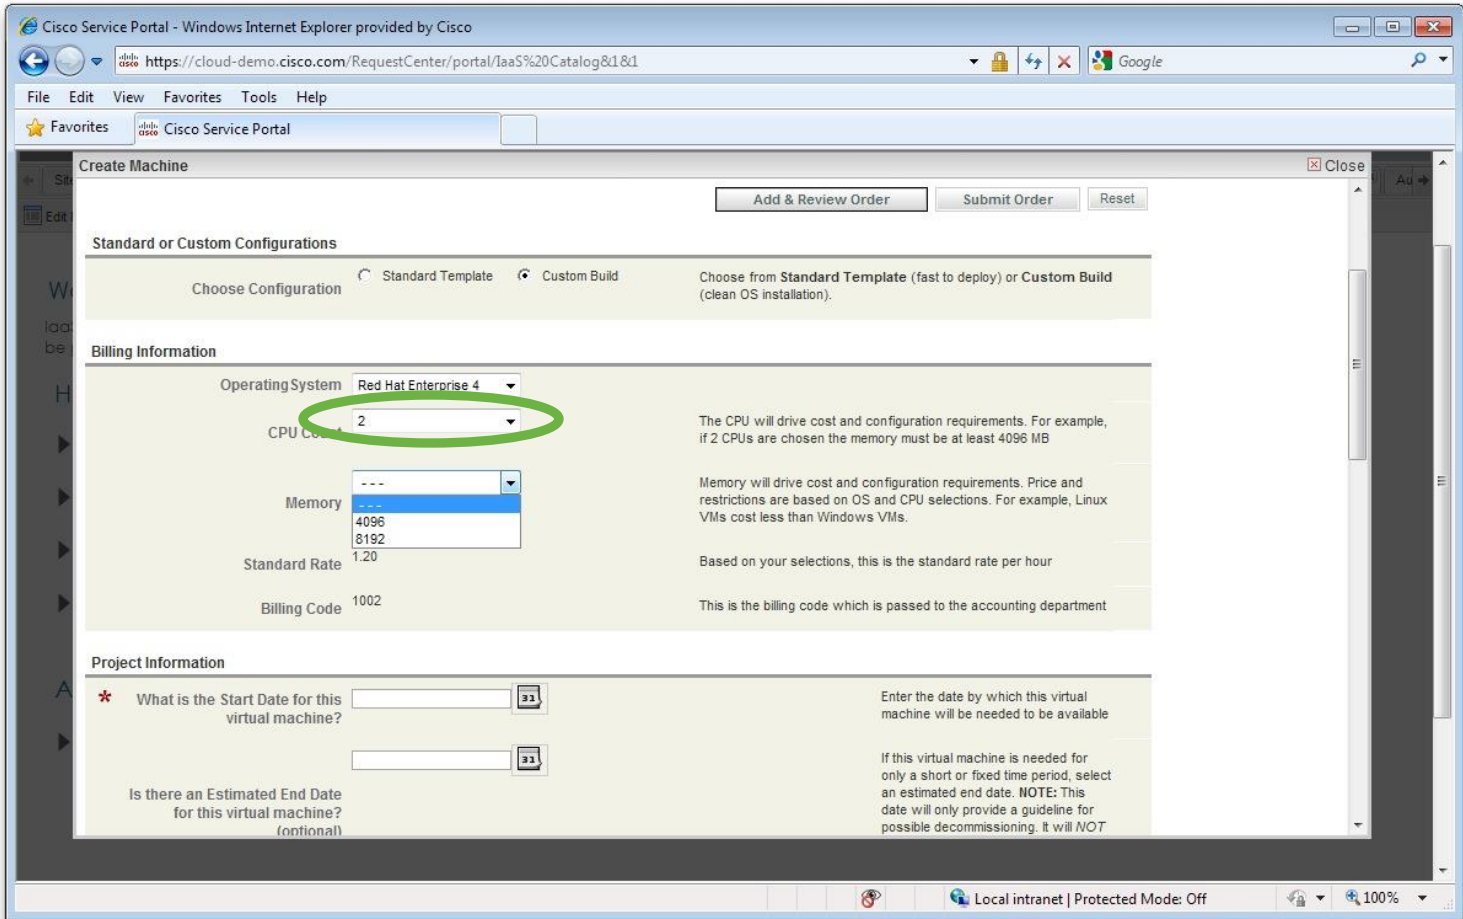 Cisco Service Portal - Windows Internet Explorer provided by Cisco
https://cloud-demo.cisco.com/RequestCenter/portal/IaaS%20Catalog&1&1
Google
File Edit View Favorites Tools Help
Favorites
Cisco Service Portal
Create Machine
Close
Add & Review Order
Submit Order
Reset
Edit
Standard or Custom Configurations
Choose Configuration
Standard Template
Custom Build
Choose from Standard Template (fast to deploy) or Custom Build
(clean OS installation).
Billing Information
Operating System
Red Hat Enterprise 4
CPU Count
2
The CPU will drive cost and configuration requirements. For example,
if 2 CPUs are chosen the memory must be at least 4096 MB
Memory
- - -
- - -
4096
8192
Memory will drive cost and configuration requirements. Price and
restrictions are based on OS and CPU selections. For example, Linux
VMs cost less than Windows VMs.
Standard Rate
1.20
Based on your selections, this is the standard rate per hour
Billing Code
1002
This is the billing code which is passed to the accounting department
Project Information
* What is the Start Date for this
virtual machine?
31
Enter the date by which this virtual
machine will be needed to be available
Is there an Estimated End Date
for this virtual machine?
(optional)
31
If this virtual machine is needed for
only a short or fixed time period, select
an estimated end date. NOTE: This
date will only provide a guideline for
possible decommissioning. It will NOT
Local intranet | Protected Mode: Off
100%